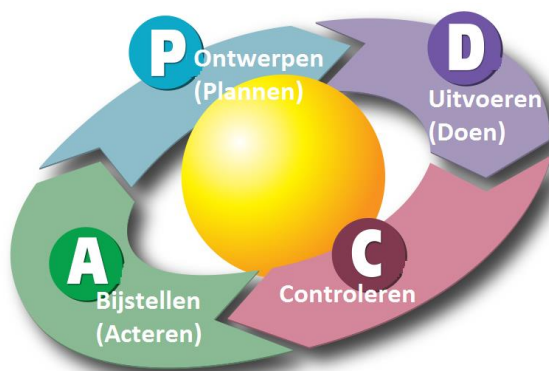 P
Ontwerpen
(Plannen)
D
Uitvoeren
(Doen)
C
Controleren
A
Bijstellen
(Acteren)